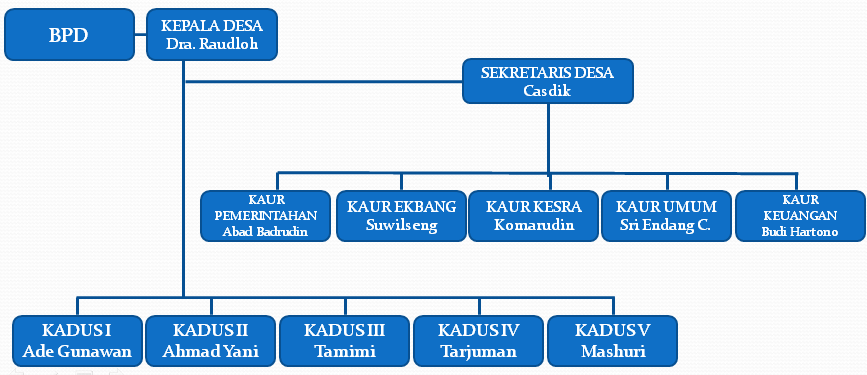 BPD
KEPALA DESA
Dra. Raudloh
SEKRETARIS DESA
Casdik
KAUR
PEMERINTAHAN
Abad Badrudin
KAUR EKBANG
Suwilseng
KAUR KESRA
Komarudin
KAUR UMUM
Sri Endang C.
KAUR
KEUANGAN
Budi Hartono
KADUS I
Ade Gunawan
KADUS II
Ahmad Yani
KADUS III
Tamimi
KADUS IV
Tarjuman
KADUS V
Mashuri